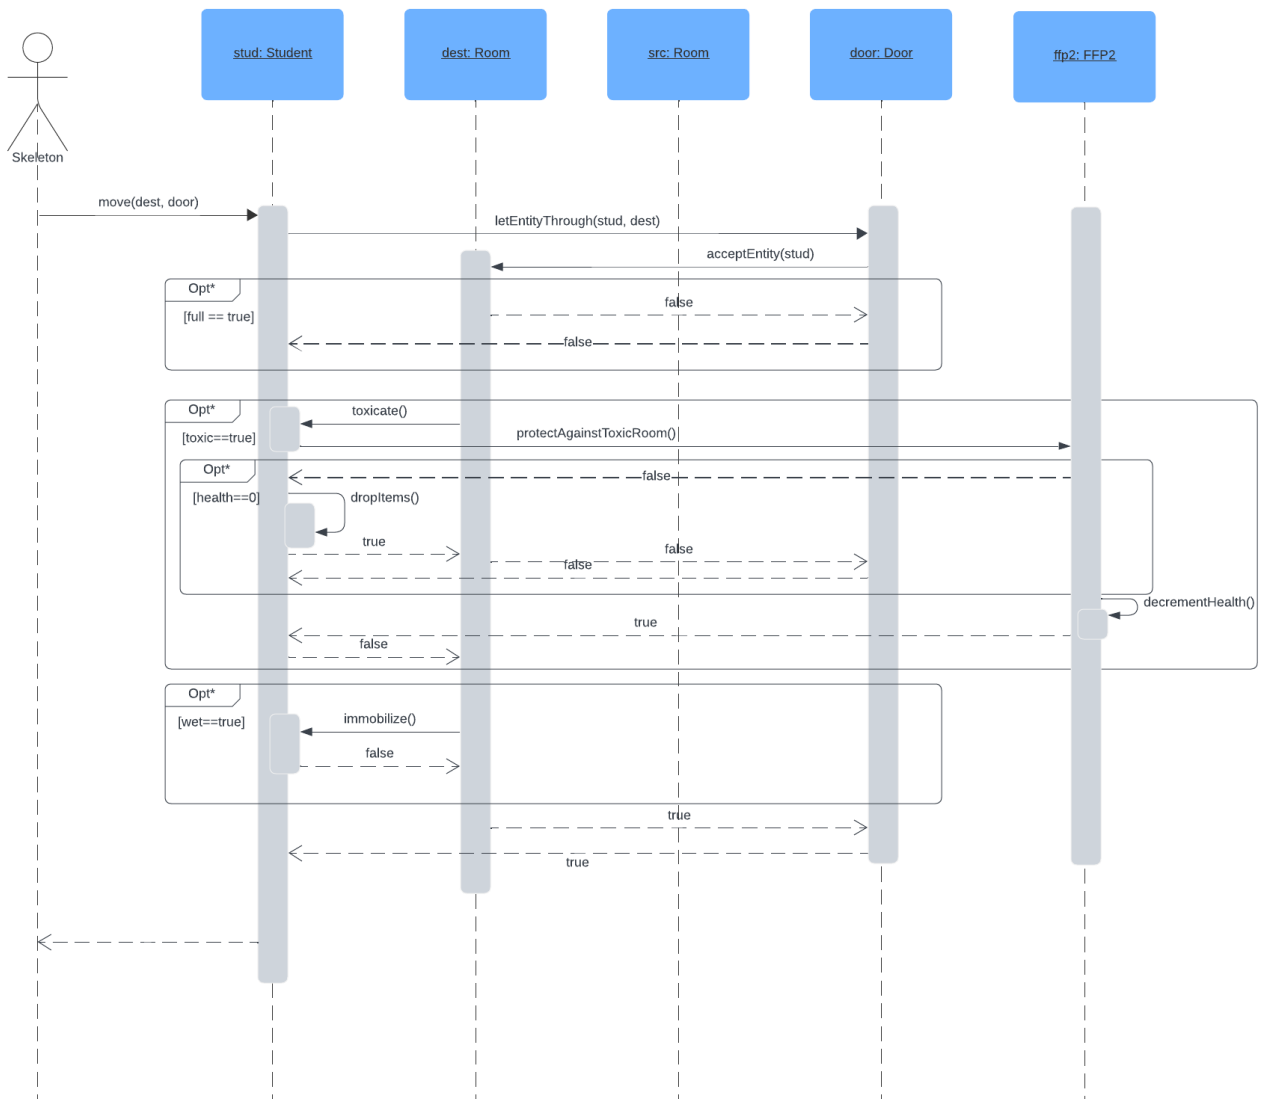 stud: Student
dest: Room
src: Room
door: Door
ffp2: FFP2
Skeleton
move(dest, door)
letEntityThrough(stud, dest)
acceptEntity(stud)
Opt*
[full == true]
false
false
Opt*
[toxic==true]
toxicate()
protectAgainstToxicRoom()
Opt*
[health==0]
false
dropItems()
true
false
false
decrementHealth()
true
false
Opt*
[wet==true]
immobilize()
false
true
true